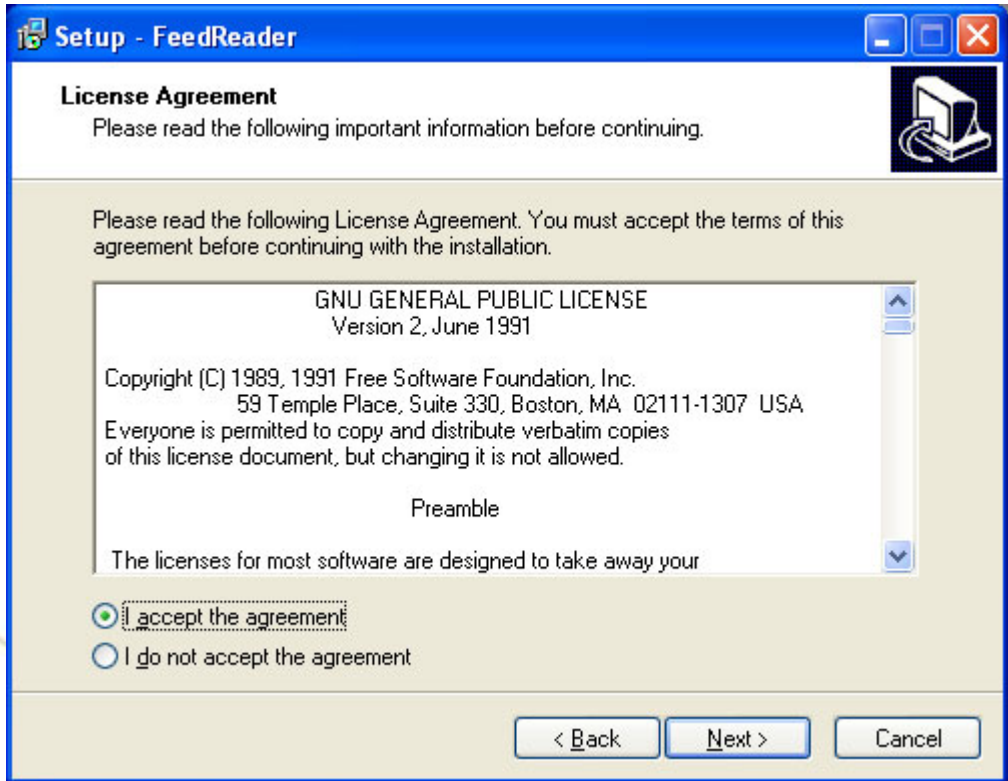 Setup - FeedReader
License Agreement
Please read the following important information before continuing.
Please read the following License Agreement. You must accept the terms of this
agreement before continuing with the installation.
GNU GENERAL PUBLIC LICENSE
Version 2, June 1991
Copyright (C) 1989, 1991 Free Software Foundation, Inc.
59 Temple Place, Suite 330, Boston, MA  02111-1307  USA
Everyone is permitted to copy and distribute verbatim copies
of this license document, but changing it is not allowed.
Preamble
The licenses for most software are designed to take away your
I accept the agreement
I do not accept the agreement
< Back
Next >
Cancel